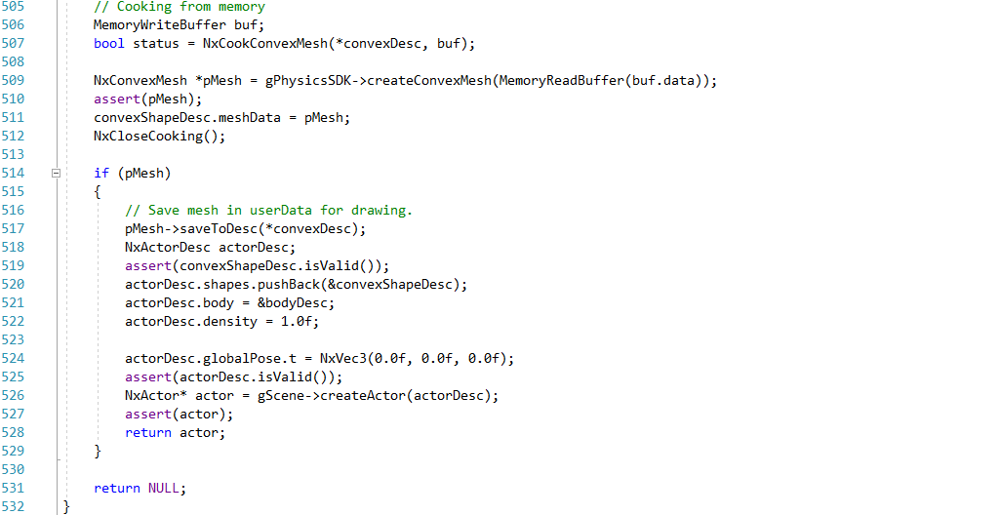 505 // Cooking from memory
506 MemoryWriteBuffer buf;
507 bool status = NxCookConvexMesh(*convexDesc, buf);
508
509 NxConvexMesh *pMesh = gPhysicsSDK->createConvexMesh(MemoryReadBuffer(buf.data));
510 assert(pMesh);
511 convexShapeDesc.meshData = pMesh;
512 NxCloseCooking();
513
514 if (pMesh)
515 {
516 // Save mesh in userData for drawing.
517 pMesh->saveToDesc(*convexDesc);
518 NxActorDesc actorDesc;
519 assert(convexShapeDesc.isValid());
520 actorDesc.shapes.pushBack(&convexShapeDesc);
521 actorDesc.body = &bodyDesc;
522 actorDesc.density = 1.0f;
523
524 actorDesc.globalPose.t = NxVec3(0.0f, 0.0f, 0.0f);
525 assert(actorDesc.isValid());
526 NxActor* actor = gScene->createActor(actorDesc);
527 assert(actor);
528 return actor;
529 }
530
531 return NULL;
532 }